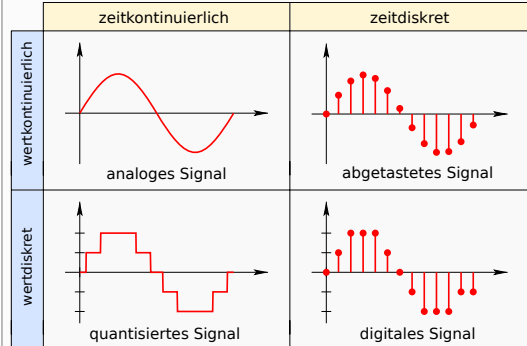 zeitkontinuierlich
zeitdiskret
wertkontinuierlich
analoges Signal
abgetastetes Signal
wertdiskret
quantisiertes Signal
digitales Signal